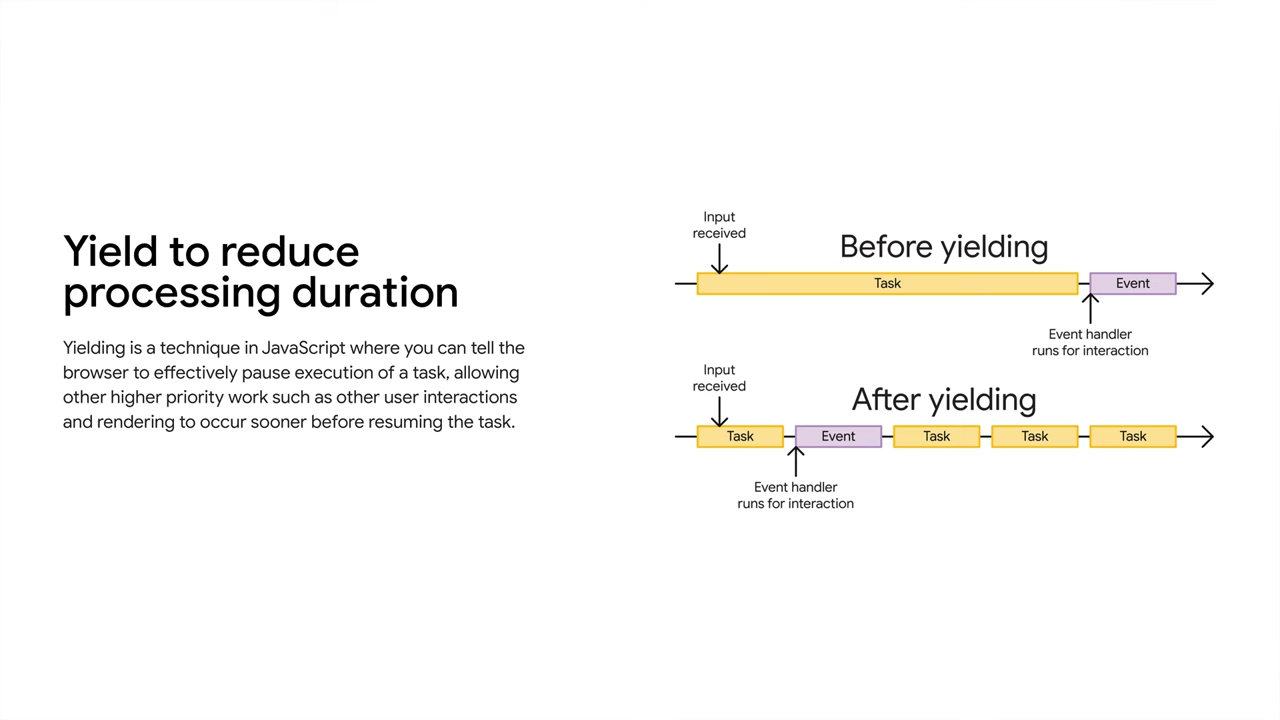 Yield to reduce
processing duration
Yielding is a technique in JavaScript where you can tell the
browser to effectively pause execution of a task, allowing
other higher priority work such as other user interactions
and rendering to occur sooner before resuming the task.
Input
received
Before yielding
Task
Event
Event handler
runs for interaction
Input
received
After yielding
Task
Event
Task
Task
Task
Event handler
runs for interaction